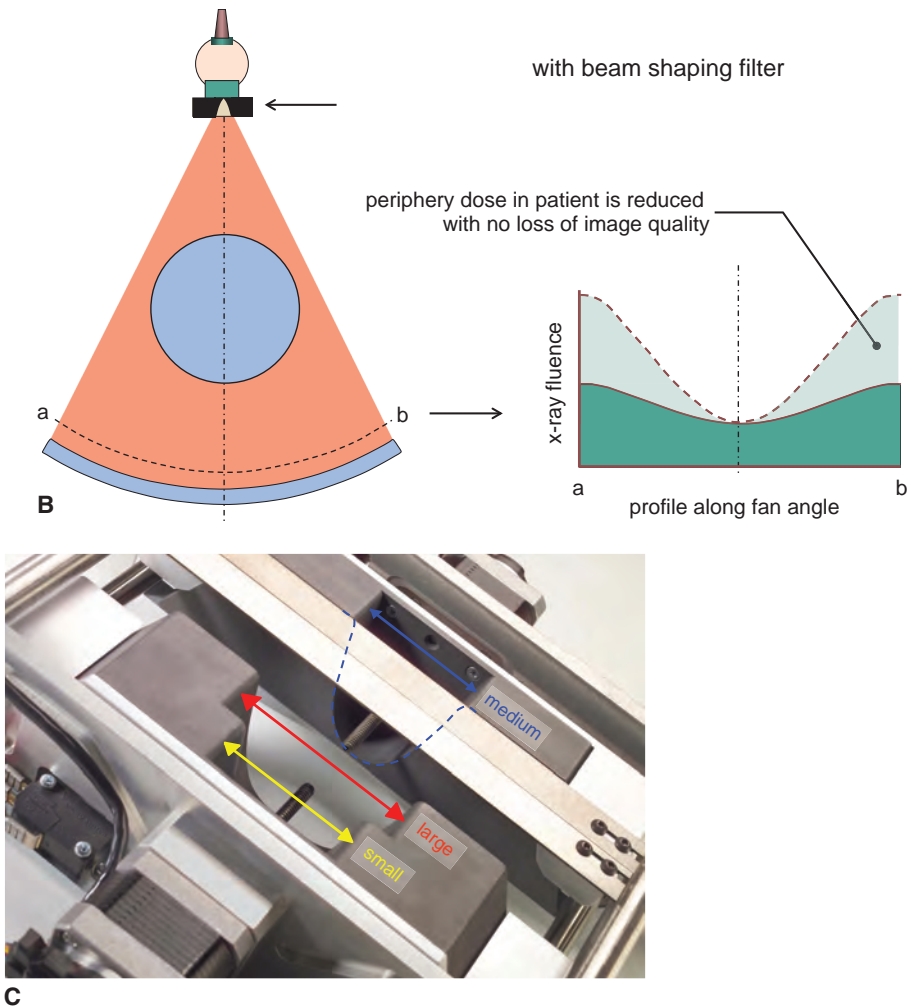 with beam shaping filter
periphery dose in patient is reduced
with no loss of image quality
a
b
x-ray fluence
a
b
profile along fan angle
B
medium
large
small
C